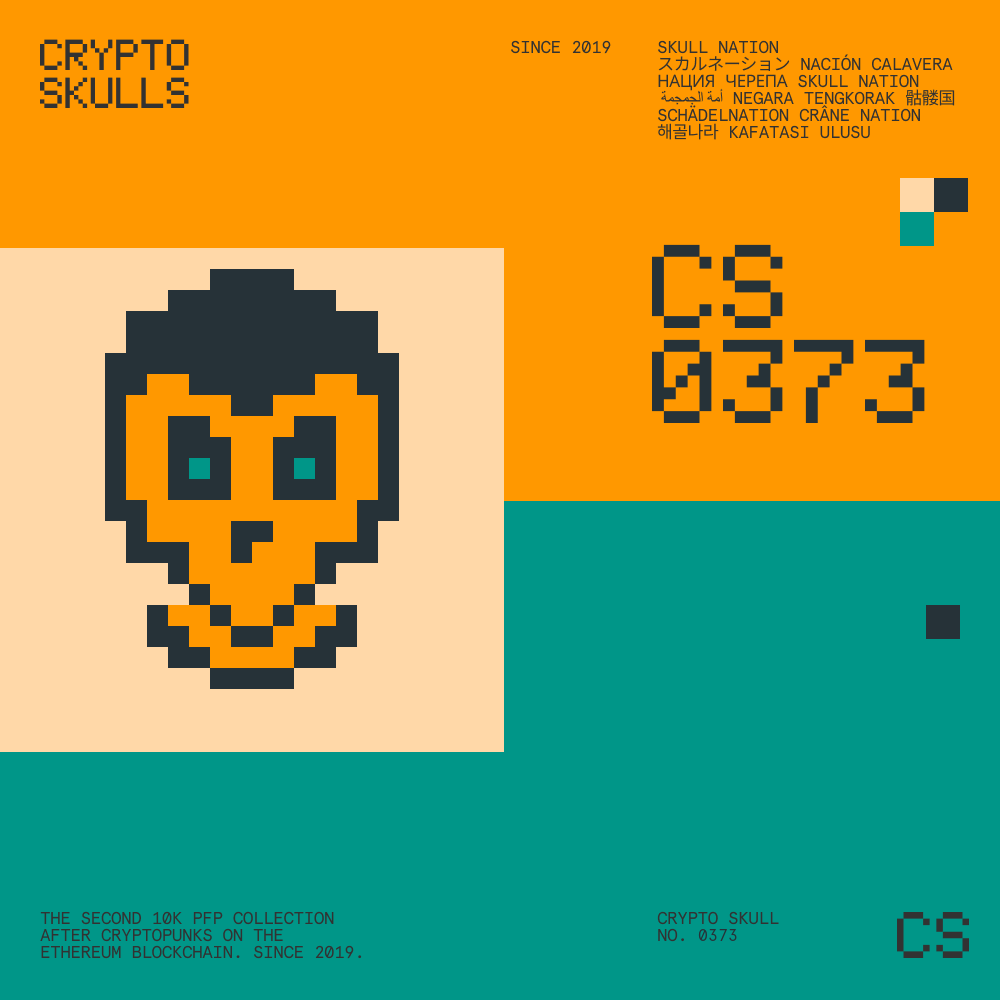 CRYPTO
SKULLS
SINCE 2019
SKULL NATION
スカルネーション NACIÓN CALAVERA
НАЦИЯ ЧЕРЕПА SKULL NATION
أمة الجمجمة NEGARA TENGKORAK 骷髅国
SCHÄDELNATION CRÂNE NATION
해골나라 KAFATASI ULUSU
CS
0373
THE SECOND 10K PFP COLLECTION
AFTER CRYPTOPUNKS ON THE
ETHEREUM BLOCKCHAIN. SINCE 2019.
CRYPTO SKULL
NO. 0373
CS